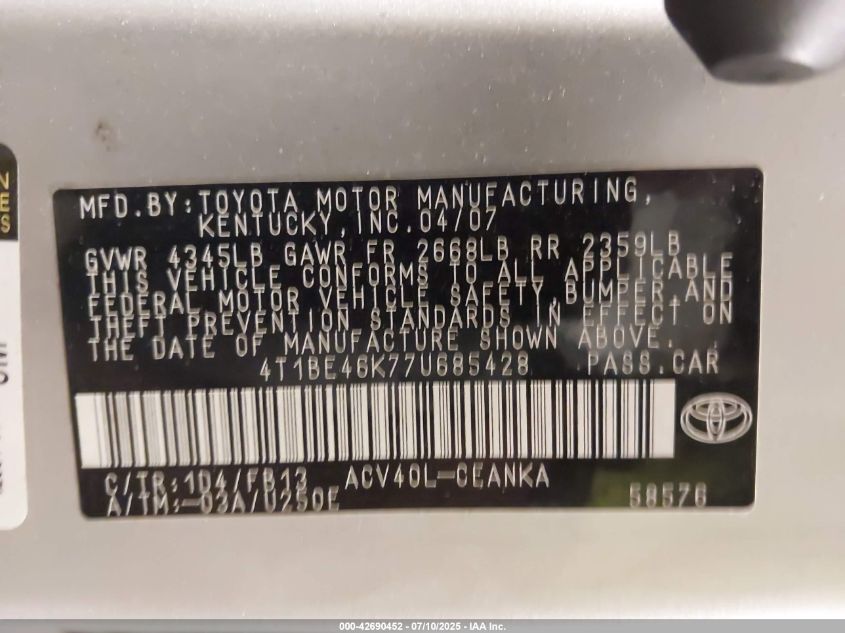 MFD.BY:TOYOTA MOTOR MANUFACTURING,
KENTUCKY,INC.04/07
GVWR 4345LB GAWR FR 2668LB RR 2359LB
THIS VEHICLE CONFORMS TO ALL APPLICABLE
FEDERAL MOTOR VEHICLE SAFETY,BUMPER,AND
THEFT PREVENTION STANDARDS IN EFFECT ON
THE DATE OF MANUFACTURE SHOWN ABOVE.
4T1BE46K77U685428 PASS.CAR
C/TR:1D4/FB13 ACV40L-CEANKA
A/TM:-03A/U250E 58576
000-42690452 - 07/10/2025 - IAA Inc.